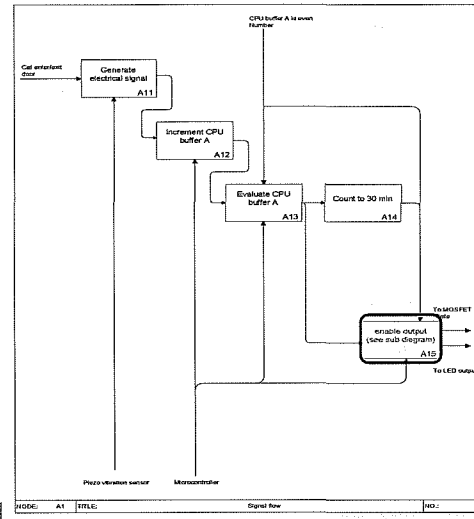 CPU buffer A is even
Number
Cat enter/exit
door
Generate
electrical signal
A11
Increment CPU
buffer A
A12
Evaluate CPU
buffer A
A13
Count to 30 min
A14
To MOSFET
enable output
(see sub diagram)
A15
To LED output
Piezo vibration sensor
Microcontroller
NODE: A1 TITLE: Signal flow NO.: